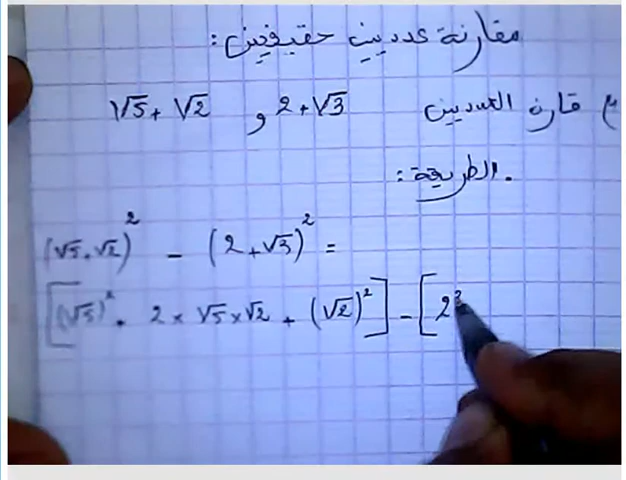 مقارنة عددين حقيقيين :
قارن العددين 2+√3 و √5+√2
الطريقة :
(√5+√2)² - (2+√3)² =
[(√5)² + 2×√5×√2 + (√2)²] - [2²